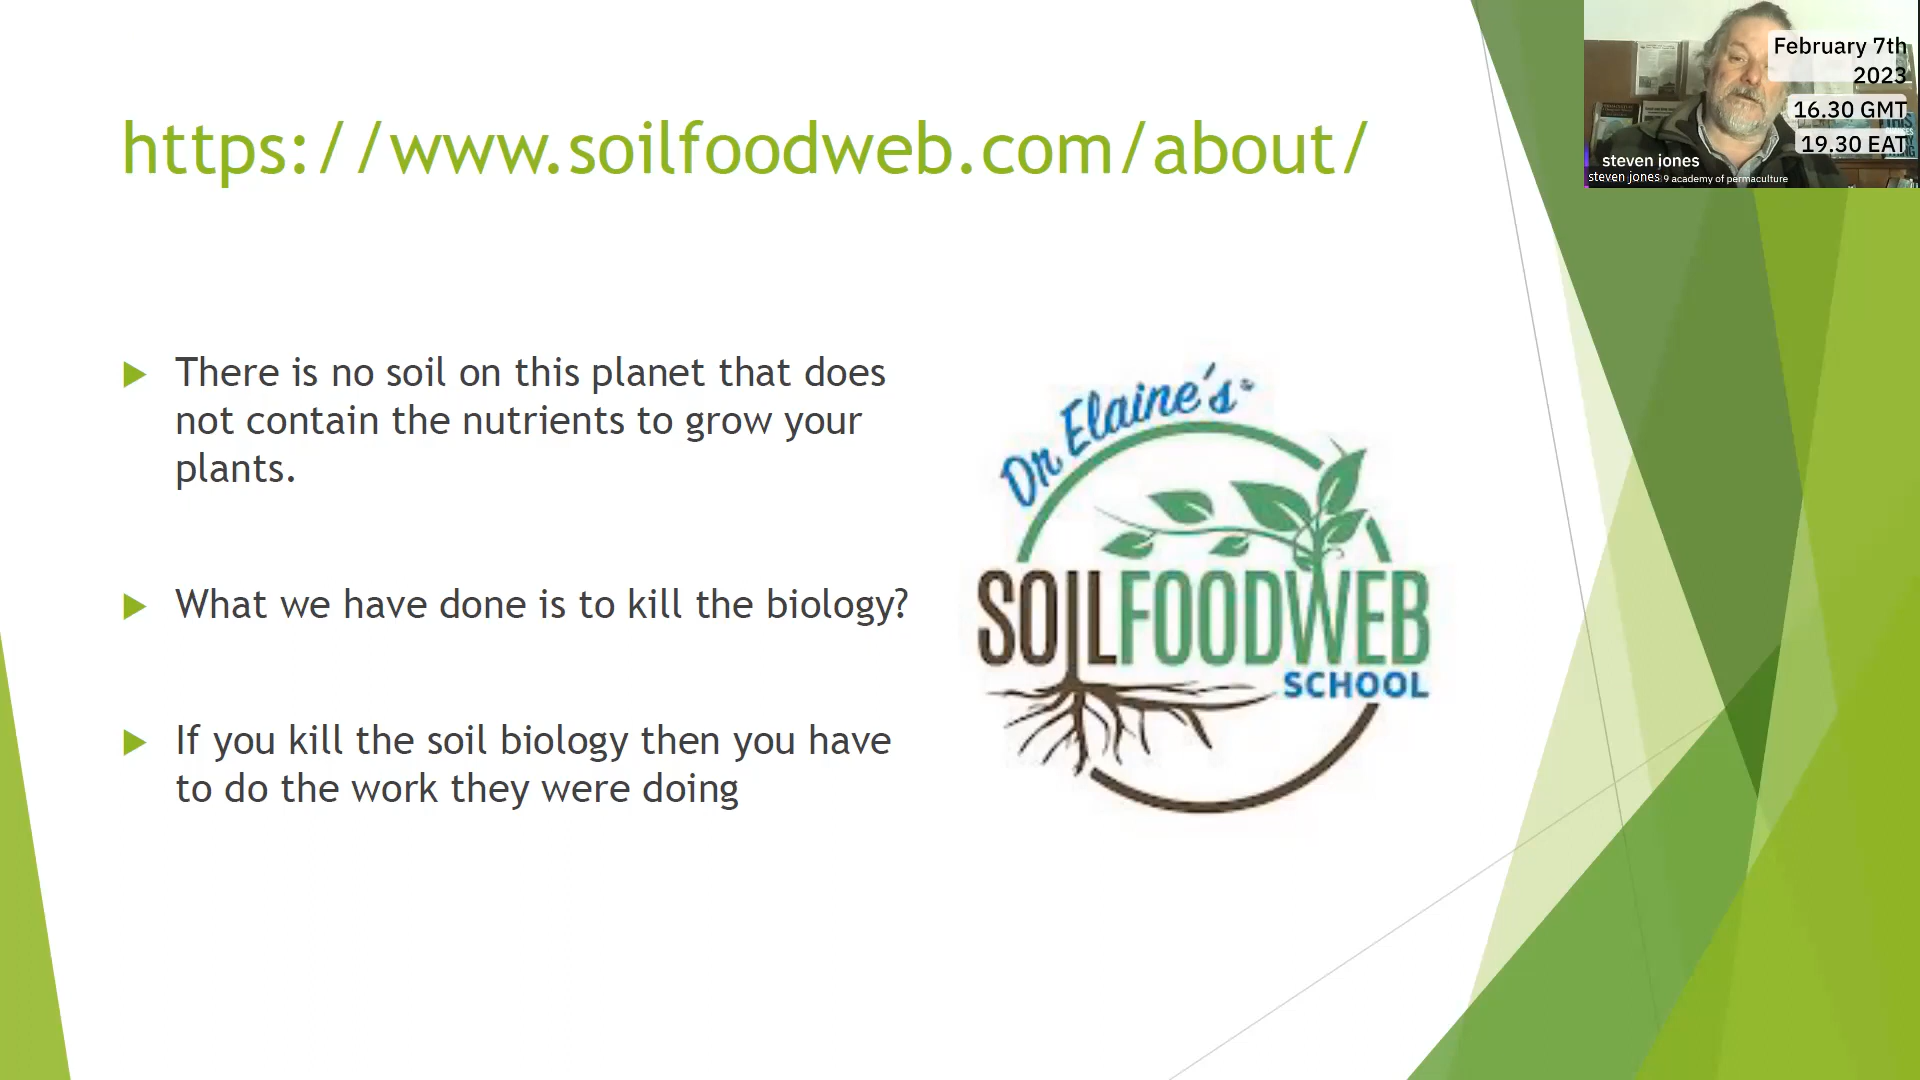 https://www.soilfoodweb.com/about/
There is no soil on this planet that does
not contain the nutrients to grow your
plants.
What we have done is to kill the biology?
If you kill the soil biology then you have
to do the work they were doing
Dr Elaine's
SOILFOODWEB
SCHOOL
February 7th
2023
16.30 GMT
19.30 EAT
steven jones
steven jones 9 academy of permaculture